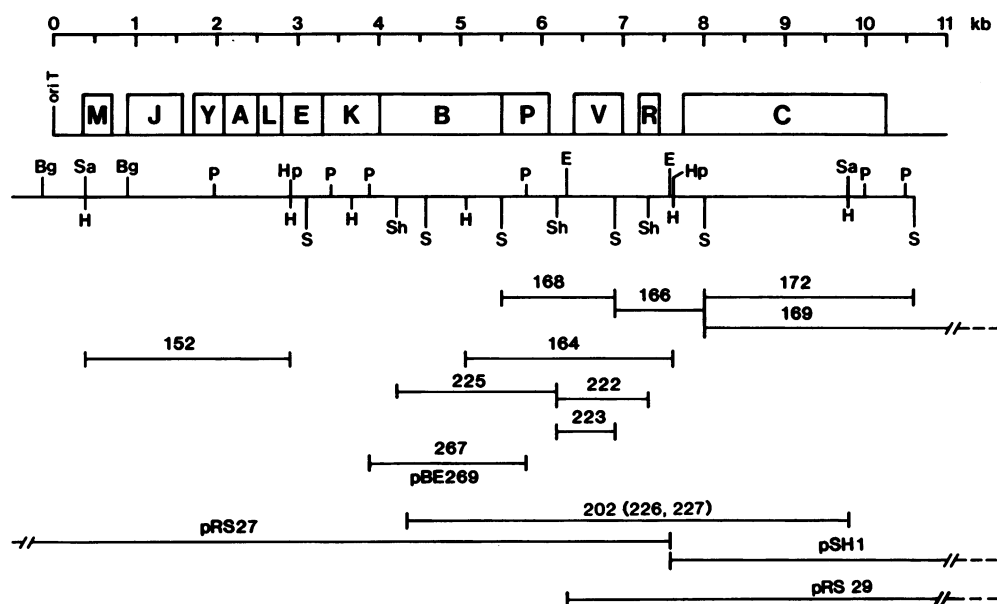 0 1 2 3 4 5 6 7 8 9 10 11 kb
ori T
M J Y A L E K B P V R C
Bg Sa Bg P Hp P P P E E Hp Sa P P
H H S H Sh S H S Sh S Sh H S H S
168 166 172
169
152 164
225 222
223
267
pBE269
202 (226, 227)
pRS27
pSH1
pRS 29